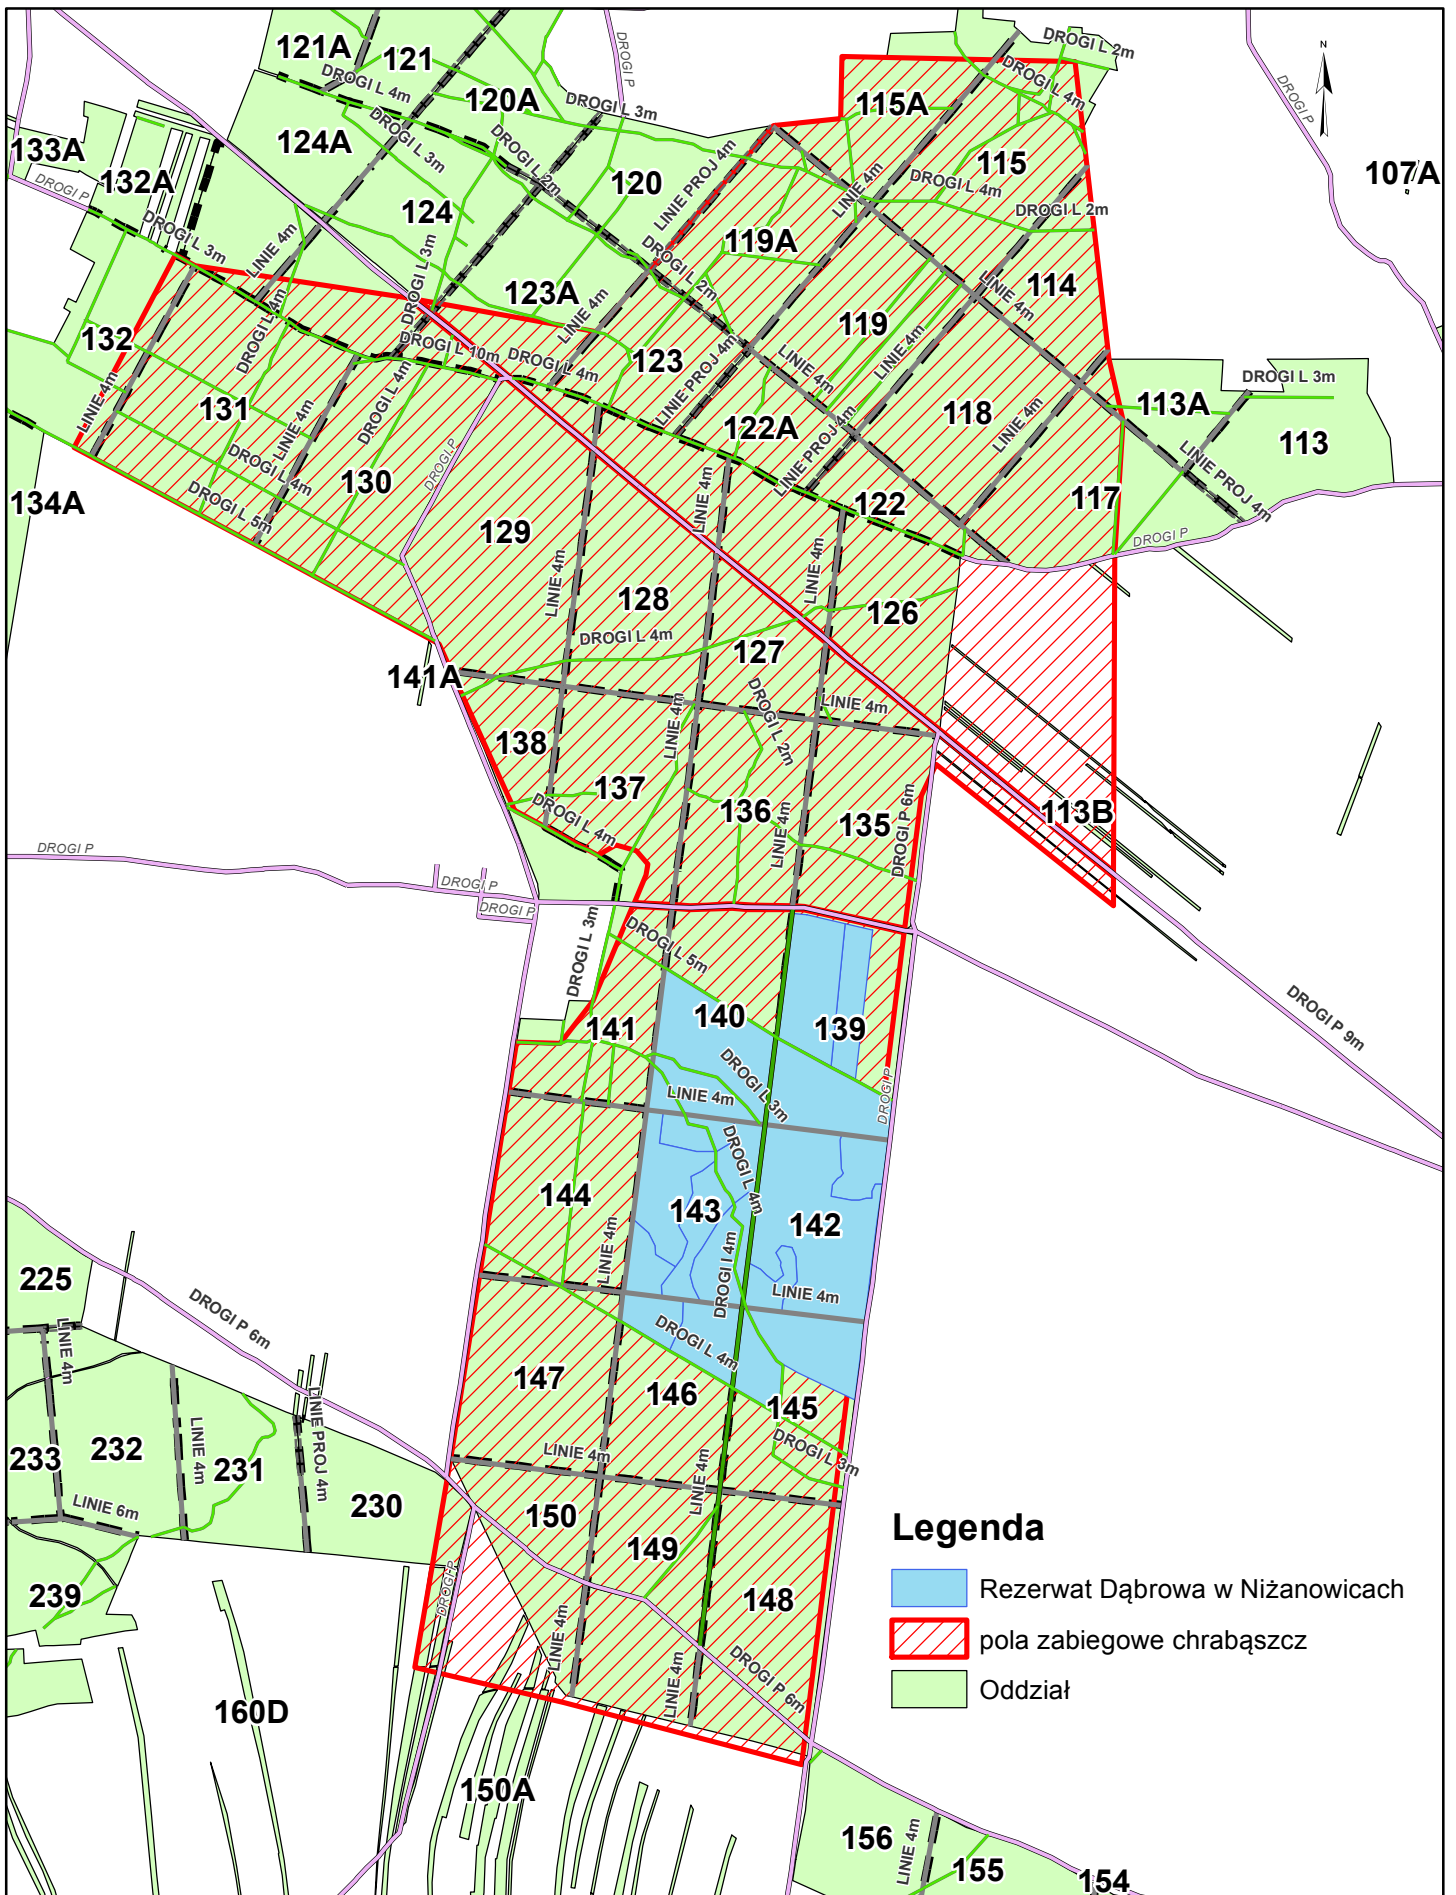 121A
121
DROGI L 4m
120A
DROGI L 3m
DROGI P
DROGI L 2m
DROGI L 4m
N
DROGI P
115A
133A
132A
124A
DROGI L 3m
DROGI L 2m
120
LINIE PROJ 4m
LINIE 4m
115
DROGI L 4m
DROGI L 2m
107A
DROGI P
DROGI L 3m
124
DROGI L 3m
LINIE 4m
119A
DROGI L 2m
123A
LINIE 4m
114
LINIE 4m
132
DROGI L 4m
DROGI L 10m
DROGI L 4m
123
LINIE PROJ 4m
119
LINIE 4m
LINIE 4m
DROGI L 3m
113A
113
LINIE 4m
131
LINIE 4m
DROGI L 4m
122A
LINIE PROJ 4m
118
LINIE 4m
LINIE PROJ 4m
DROGI L 4m
130
DROGI P
134A
DROGI L 5m
129
LINIE 4m
122
117
DROGI P
LINIE 4m
128
LINIE 4m
126
DROGI L 4m
127
141A
LINIE 4m
DROGI L 2m
LINIE 4m
138
137
DROGI L 4m
136
LINIE 4m
135
DROGI P 6m
113B
DROGI P
DROGI P
DROGI P
DROGI L 3m
DROGI L 5m
141
140
139
DROGI P 9m
LINIE 4m
DROGI L 3m
DROGI P
DROGI L 4m
144
143
142
LINIE 4m
DROGI l 4m
LINIE 4m
225
DROGI P 6m
LINIE 4m
DROGI L 4m
147
146
145
DROGI L 3m
LINIE PROJ 4m
233
232
LINIE 4m
231
LINIE 4m
LINIE 4m
LINIE 6m
230
150
149
148
239
DROGI P
LINIE 4m
LINIE 4m
DROGI P 6m
160D
150A
156
LINIE 4m
155
154
Legenda
Rezerwat Dąbrowa w Niżanowicach
pola zabiegowe chrabąszcz
Oddział